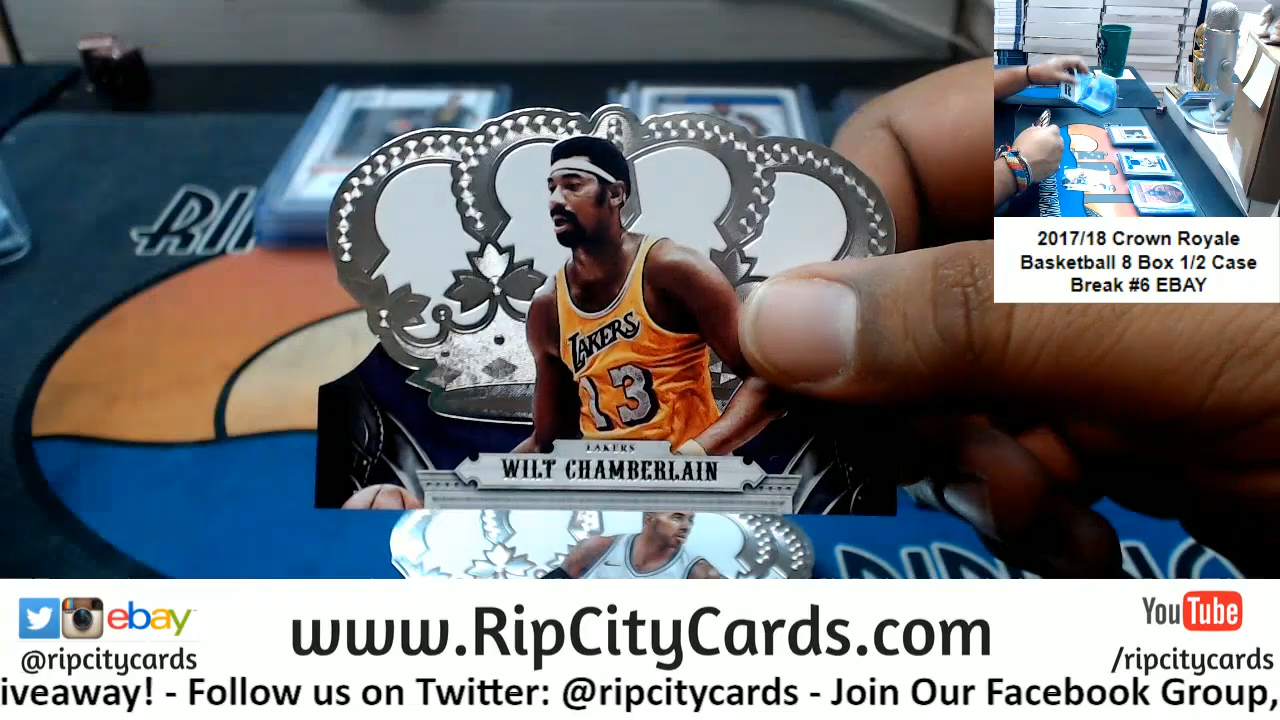 RI
LAKERS
13
LAKERS
WILT CHAMBERLAIN
2017/18 Crown Royale
Basketball 8 Box 1/2 Case
Break #6 EBAY
ebay
@ripcitycards
www.RipCityCards.com
YouTube
/ripcitycards
iveaway! - Follow us on Twitter: @ripcitycards - Join Our Facebook Group,